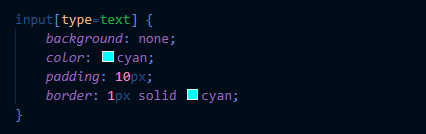 input[type=text] {
    background: none;
    color: cyan;
    padding: 10px;
    border: 1px solid cyan;
}